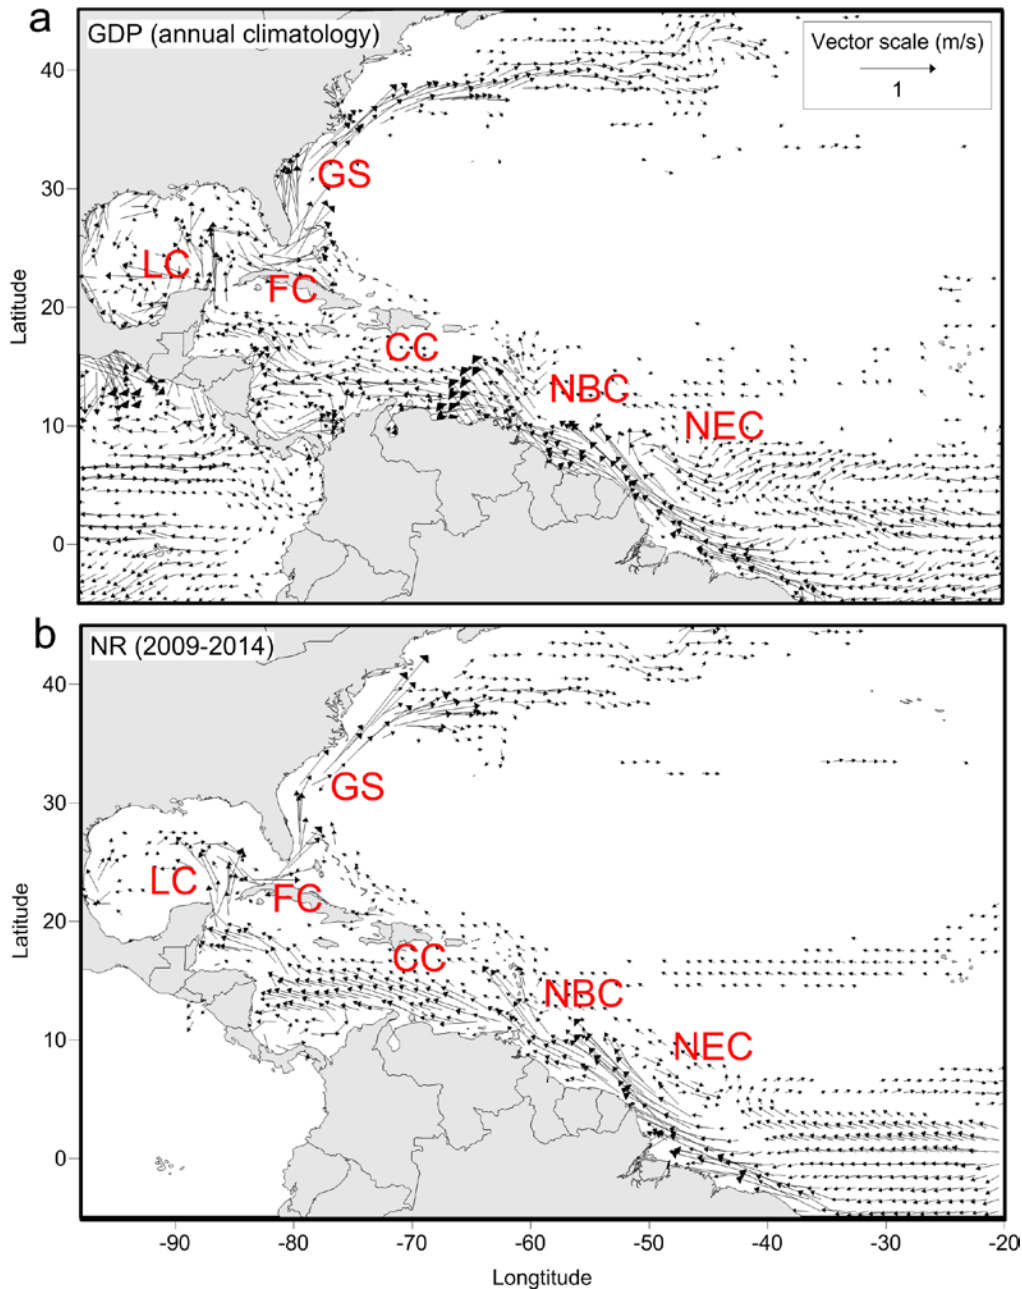 a
GDP (annual climatology)
Vector scale (m/s)
1
40
30
20
10
0
Latitude
GS
LC
FC
CC
NBC
NEC
b
NR (2009-2014)
40
30
20
10
0
Latitude
GS
LC
FC
CC
NBC
NEC
-90
-80
-70
-60
-50
-40
-30
-20
Longtitude